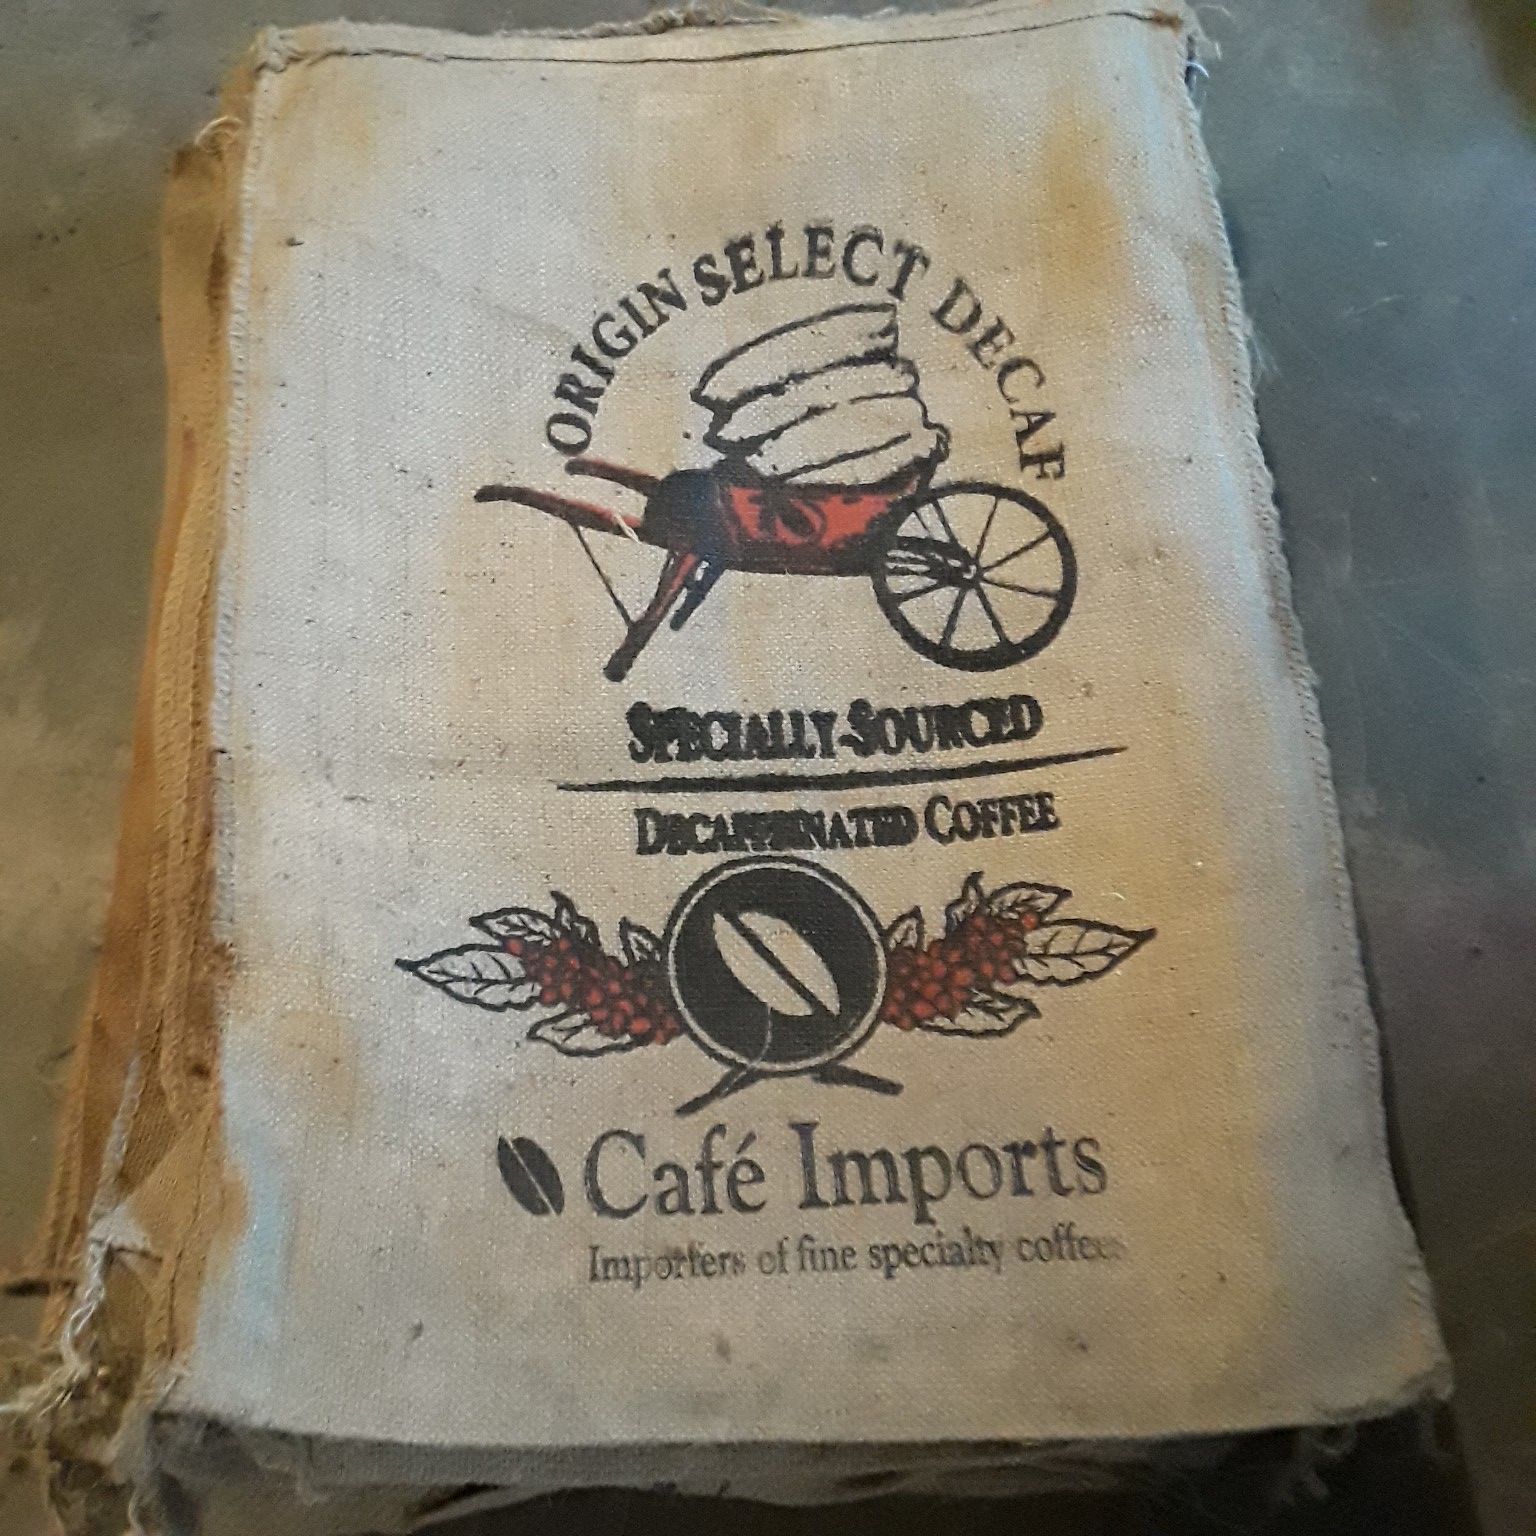 ORIGIN SELECT DECAF
SPECIALLY-SOURCED
DECAFFEINATED COFFEE
Café Imports
Importers of fine specialty coffees